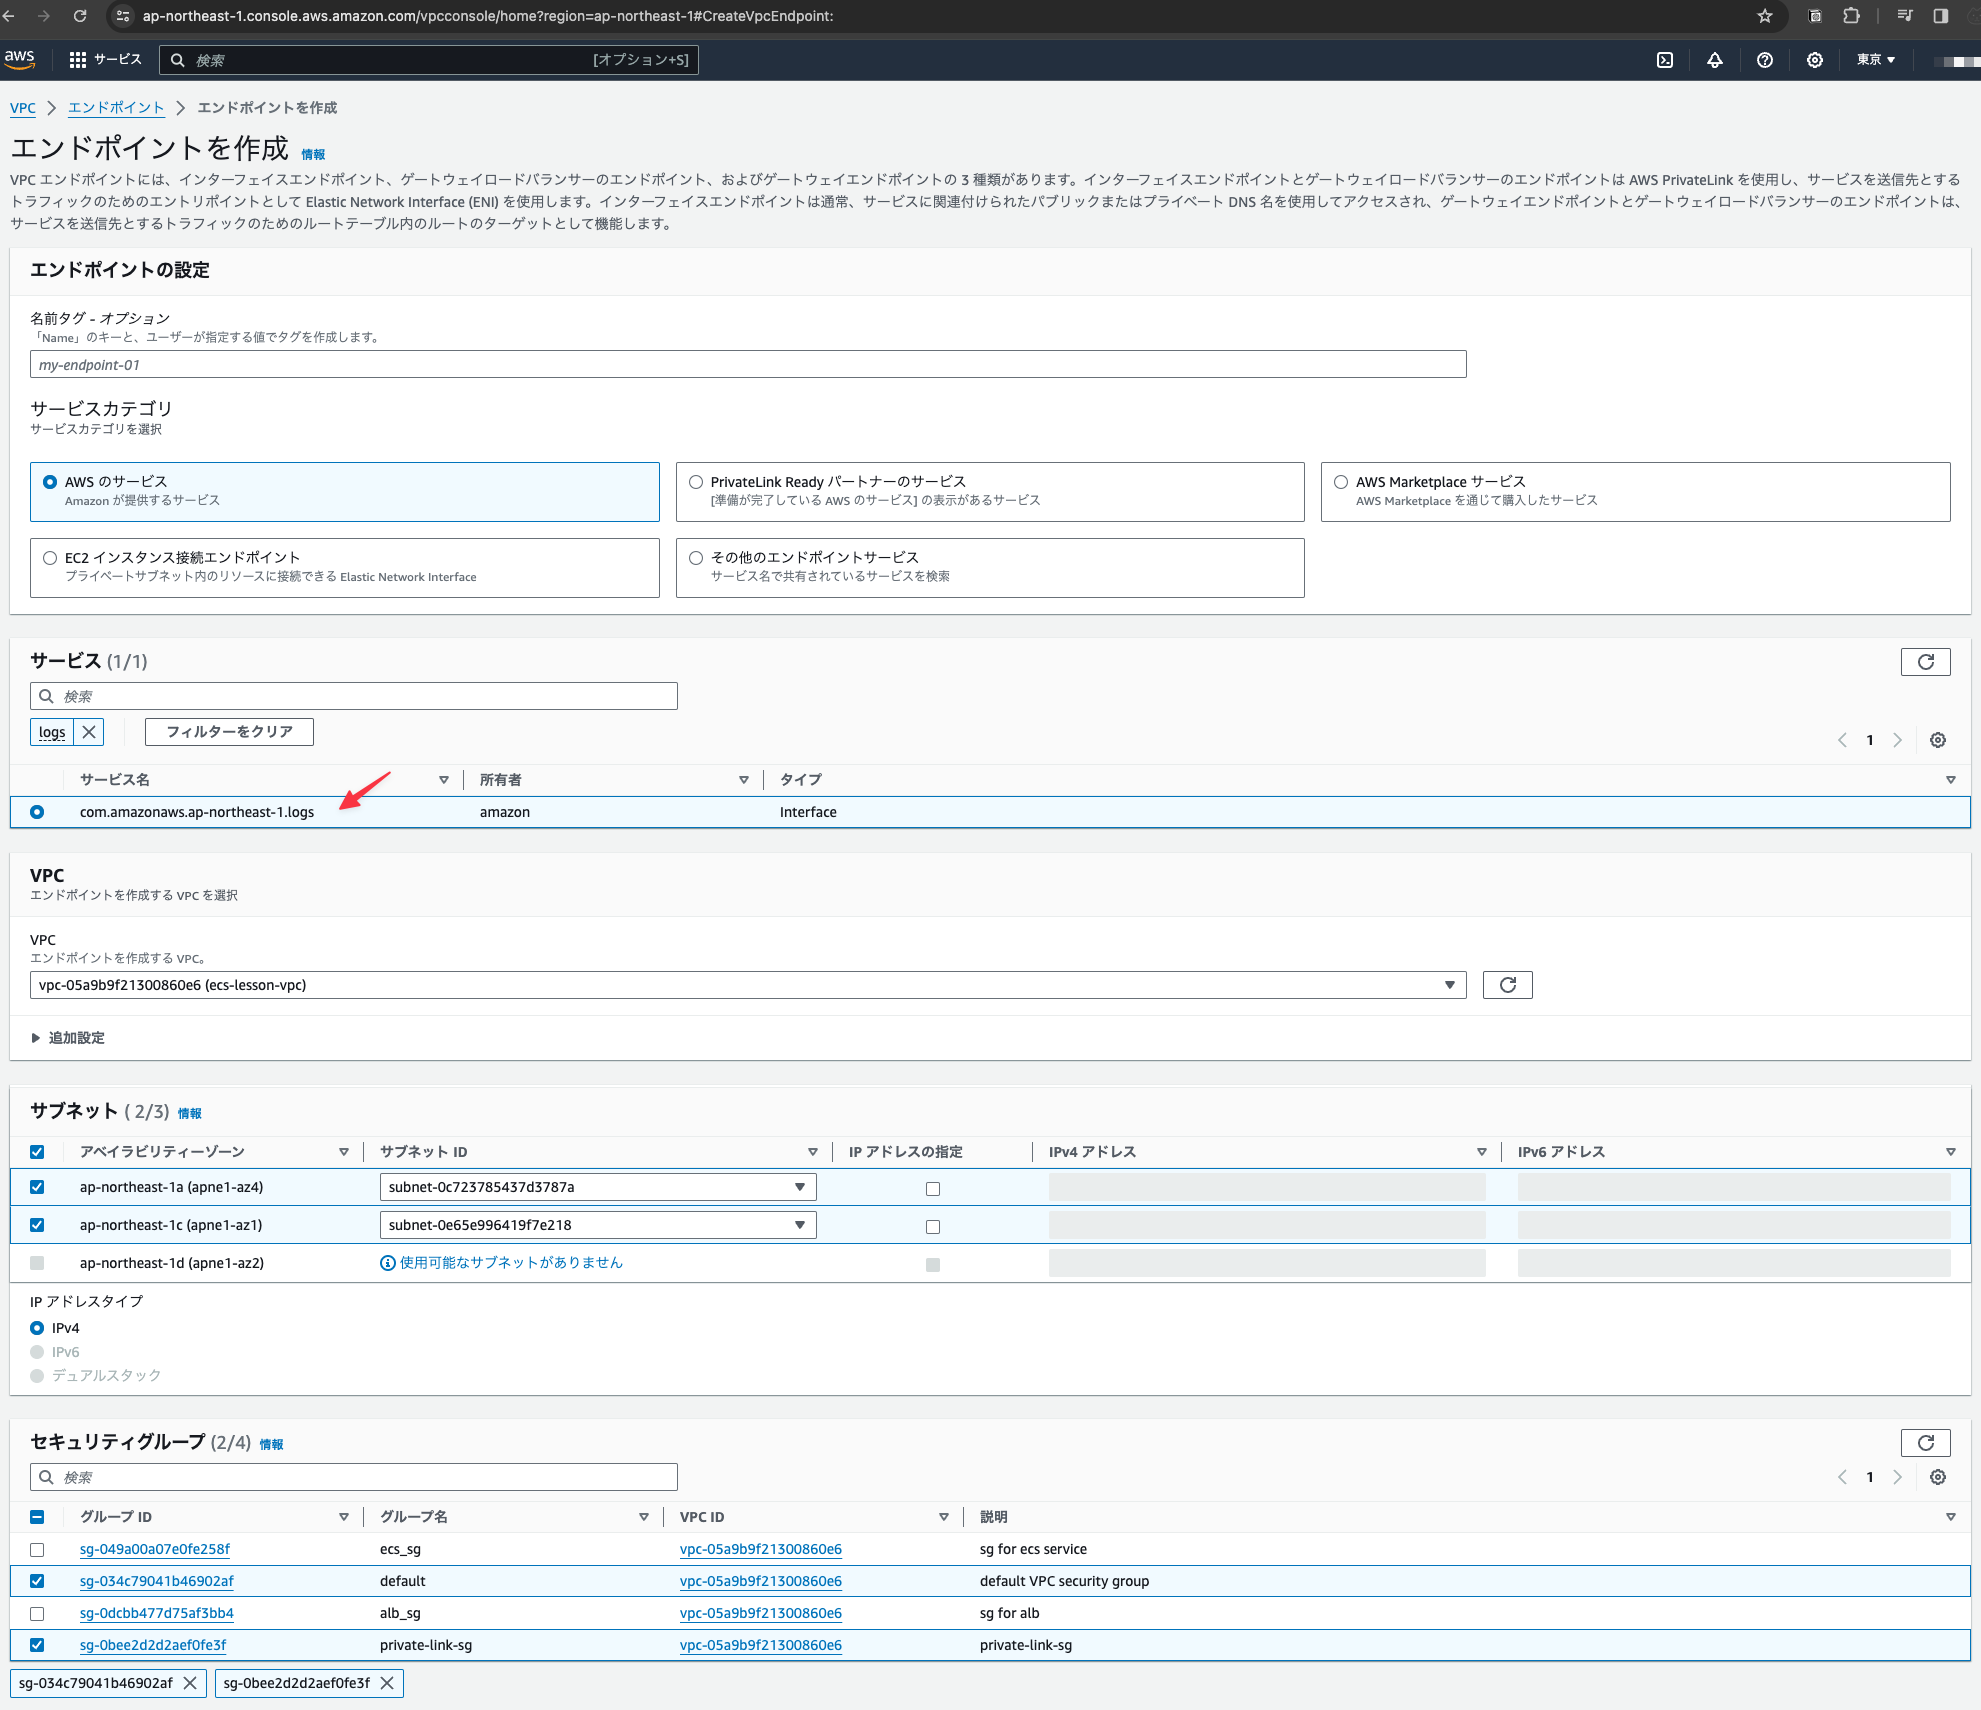 ap-northeast-1.console.aws.amazon.com/vpcconsole/home?region=ap-northeast-1#CreateVpcEndpoint:
aws サービス 検索 [オプション+S] 東京
VPC エンドポイント エンドポイントを作成
エンドポイントを作成 情報
VPC エンドポイントには、インターフェイスエンドポイント、ゲートウェイロードバランサーのエンドポイント、およびゲートウェイエンドポイントの 3 種類があります。インターフェイスエンドポイントとゲートウェイロードバランサーのエンドポイントは AWS PrivateLink を使用し、サービスを送信先とする
トラフィックのためのエントリポイントとして Elastic Network Interface (ENI) を使用します。インターフェイスエンドポイントは通常、サービスに関連付けられたパブリックまたはプライベート DNS 名を使用してアクセスされ、ゲートウェイエンドポイントとゲートウェイロードバランサーのエンドポイントは、
サービスを送信先とするトラフィックのためのルートテーブル内のルートのターゲットとして機能します。
エンドポイントの設定
名前タグ - オプション
「Name」のキーと、ユーザーが指定する値でタグを作成します。
my-endpoint-01
サービスカテゴリ
サービスカテゴリを選択
AWS のサービス
Amazon が提供するサービス
PrivateLink Ready パートナーのサービス
[準備が完了している AWS のサービス] の表示があるサービス
AWS Marketplace サービス
AWS Marketplace を通じて購入したサービス
EC2 インスタンス接続エンドポイント
プライベートサブネット内のリソースに接続できる Elastic Network Interface
その他のエンドポイントサービス
サービス名で共有されているサービスを検索
サービス (1/1)
検索
logs フィルターをクリア 1
サービス名 所有者 タイプ
com.amazonaws.ap-northeast-1.logs amazon Interface
VPC
エンドポイントを作成する VPC を選択
VPC
エンドポイントを作成する VPC。
vpc-05a9b9f21300860e6 (ecs-lesson-vpc)
追加設定
サブネット ( 2/3) 情報
アベイラビリティーゾーン サブネット ID IP アドレスの指定 IPv4 アドレス IPv6 アドレス
ap-northeast-1a (apne1-az4) subnet-0c723785437d3787a
ap-northeast-1c (apne1-az1) subnet-0e65e996419f7e218
ap-northeast-1d (apne1-az2) 使用可能なサブネットがありません
IP アドレスタイプ
IPv4
IPv6
デュアルスタック
セキュリティグループ (2/4) 情報
検索 1
グループ ID グループ名 VPC ID 説明
sg-049a00a07e0fe258f ecs_sg vpc-05a9b9f21300860e6 sg for ecs service
sg-034c79041b46902af default vpc-05a9b9f21300860e6 default VPC security group
sg-0dcbb477d75af3bb4 alb_sg vpc-05a9b9f21300860e6 sg for alb
sg-0bee2d2d2aef0fe3f private-link-sg vpc-05a9b9f21300860e6 private-link-sg
sg-034c79041b46902af sg-0bee2d2d2aef0fe3f